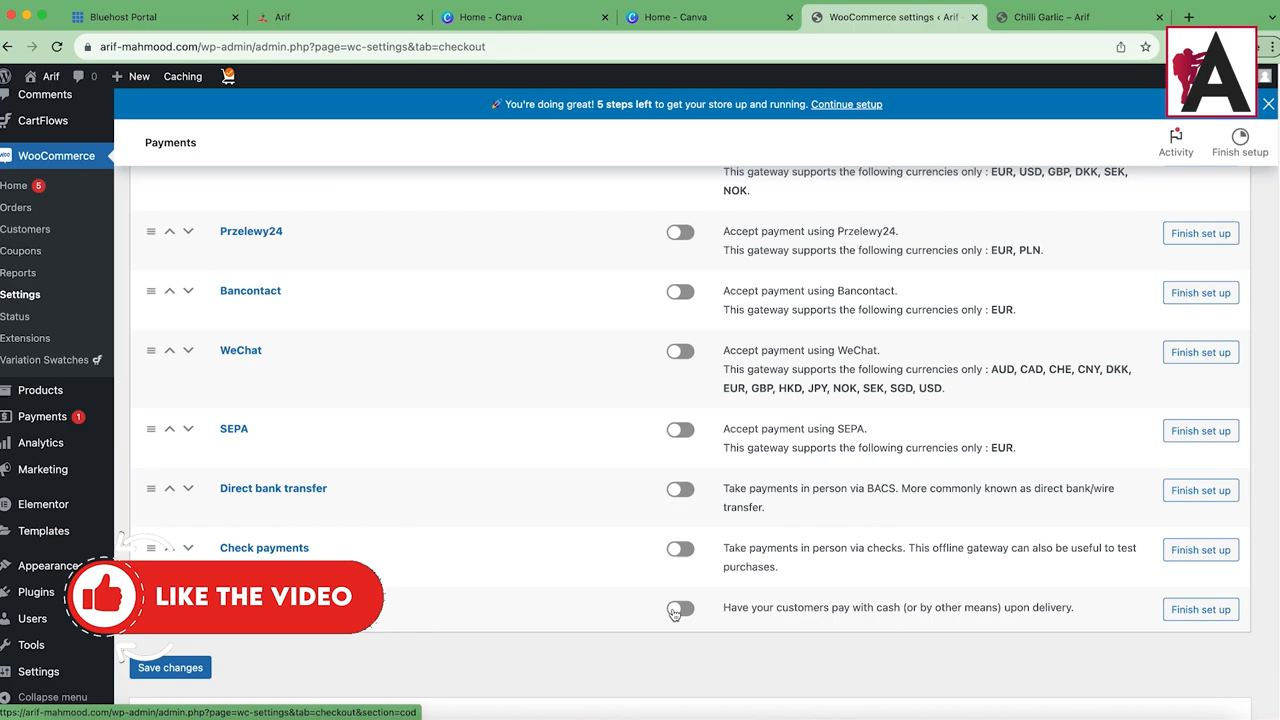 Bluehost Portal
Arif
Home - Canva
Home - Canva
WooCommerce settings ‹ Arif -
Chilli Garlic – Arif
arif-mahmood.com/wp-admin/admin.php?page=wc-settings&tab=checkout
Arif
0
New
Caching
A
Comments
CartFlows
WooCommerce
Home 5
Orders
Customers
Coupons
Reports
Settings
Status
Extensions
Variation Swatches
Products
Payments 1
Analytics
Marketing
Elementor
Templates
Appearance
Plugins
Users
Tools
Settings
Collapse menu
You're doing great! 5 steps left to get your store up and running. Continue setup
Payments
Activity
Finish setup
This gateway supports the following currencies only : EUR, USD, GBP, DKK, SEK,
NOK.
Przelewy24
Accept payment using Przelewy24.
This gateway supports the following currencies only : EUR, PLN.
Finish set up
Bancontact
Accept payment using Bancontact.
This gateway supports the following currencies only : EUR.
Finish set up
WeChat
Accept payment using WeChat.
This gateway supports the following currencies only : AUD, CAD, CHE, CNY, DKK,
EUR, GBP, HKD, JPY, NOK, SEK, SGD, USD.
Finish set up
SEPA
Accept payment using SEPA.
This gateway supports the following currencies only : EUR.
Finish set up
Direct bank transfer
Take payments in person via BACS. More commonly known as direct bank/wire
transfer.
Finish set up
Check payments
Take payments in person via checks. This offline gateway can also be useful to test
purchases.
Finish set up
LIKE THE VIDEO
Have your customers pay with cash (or by other means) upon delivery.
Finish set up
Save changes
ttps://arif-mahmood.com/wp-admin/admin.php?page=wc-settings&tab=checkout&section=cod